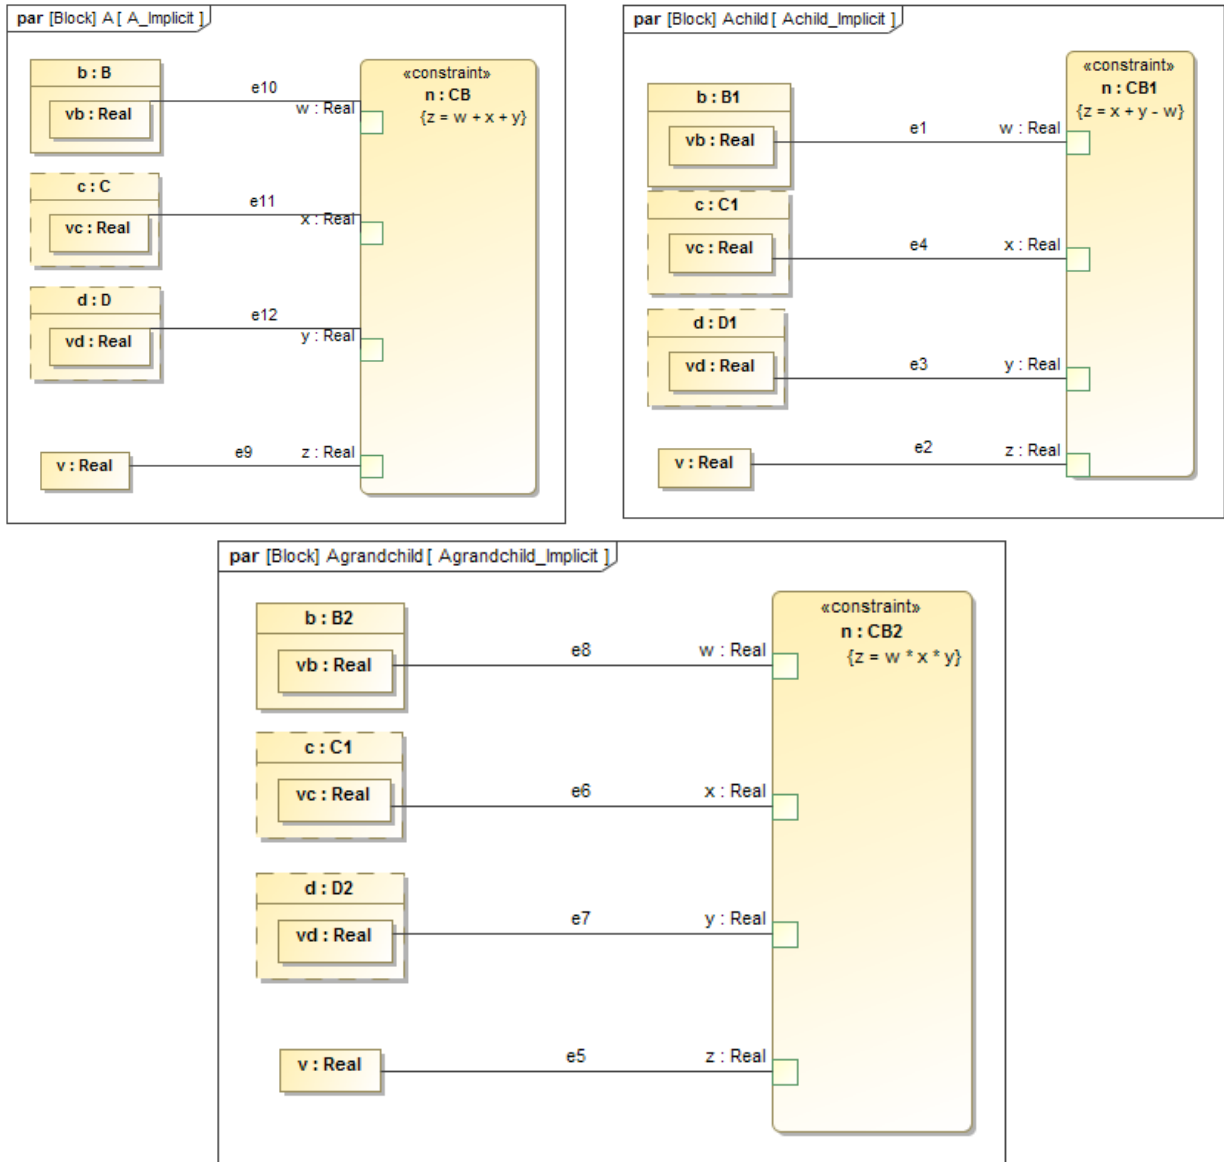 par [Block] A [ A_Implicit ]
b : B
vb : Real
e10
w : Real
«constraint»
n : CB
{z = w + x + y}
c : C
vc : Real
e11
x : Real
d : D
vd : Real
e12
y : Real
v : Real
e9
z : Real
par [Block] Achild [ Achild_Implicit ]
b : B1
vb : Real
e1
w : Real
«constraint»
n : CB1
{z = x + y - w}
c : C1
vc : Real
e4
x : Real
d : D1
vd : Real
e3
y : Real
v : Real
e2
z : Real
par [Block] Agrandchild [ Agrandchild_Implicit ]
b : B2
vb : Real
e8
w : Real
«constraint»
n : CB2
{z = w * x * y}
c : C1
vc : Real
e6
x : Real
d : D2
vd : Real
e7
y : Real
v : Real
e5
z : Real